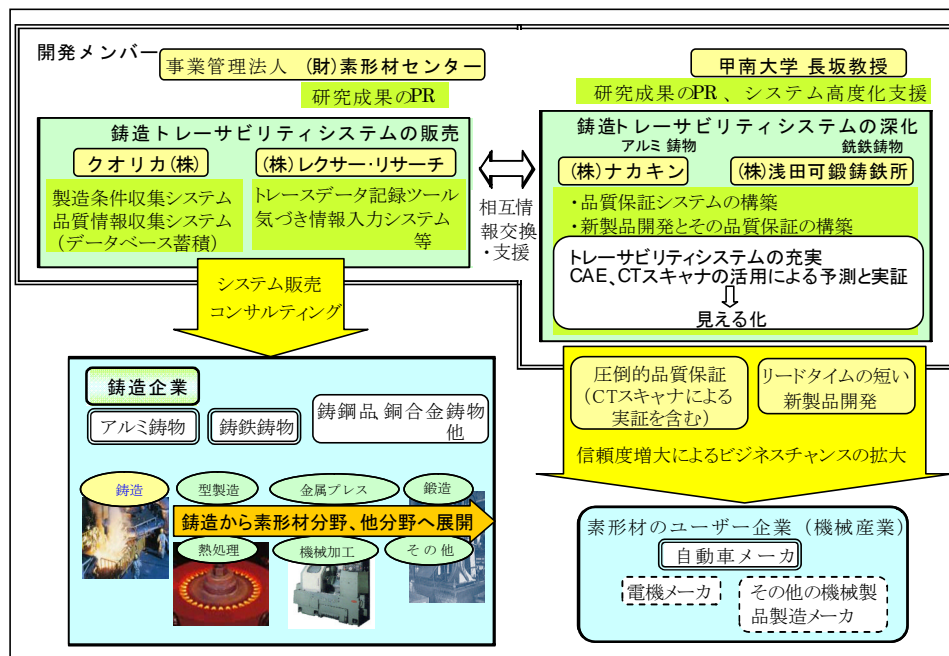 開発メンバー
事業管理法人 (財)素形材センター
研究成果のPR
甲南大学 長坂教授
研究成果のPR、システム高度化支援
鋳造トレーサビリティシステムの販売
クオリカ(株)
(株)レクサー・リサーチ
製造条件収集システム
品質情報収集システム
(データベース蓄積)
トレースデータ記録ツール
気づき情報入力システム
等
相互情
報交換
・支援
鋳造トレーサビリティシステムの深化
アルミ鋳物
銑鉄鋳物
(株)ナカキン
(株)浅田可鍛鋳鉄所
・品質保証システムの構築
・新製品開発とその品質保証の構築
トレーサビリティシステムの充実
CAE、CTスキャナの活用による予測と実証
見える化
システム販売
コンサルティング
鋳造企業
アルミ鋳物
鋳鉄鋳物
鋳鋼品、銅合金鋳物
他
鋳造
型製造
金属プレス
鍛造
鋳造から素形材分野、他分野へ展開
熱処理
機械加工
その他
圧倒的品質保証
(CTスキャナによる
実証を含む)
リードタイムの短い
新製品開発
信頼度増大によるビジネスチャンスの拡大
素形材のユーザー企業(機械産業)
自動車メーカ
電機メーカ
その他の機械製
品製造メーカ